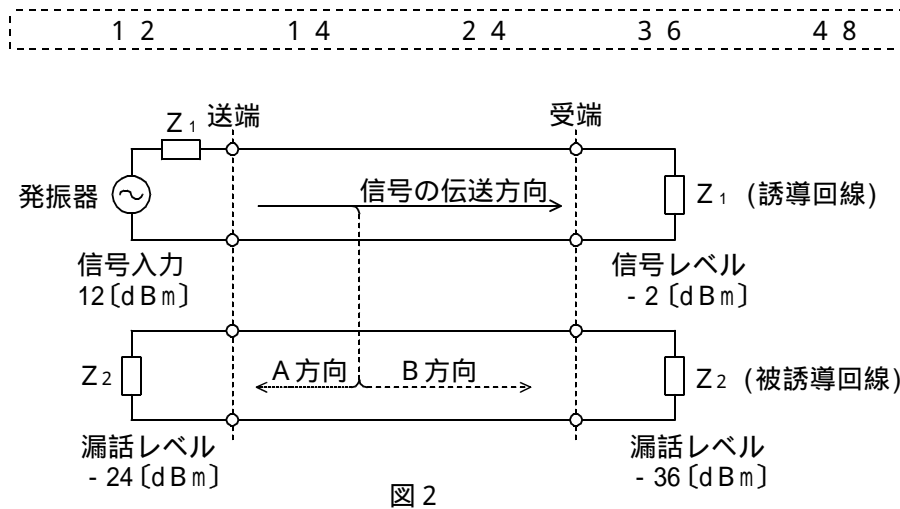 12 14 24 36 48
Z1 送端 受端
発振器 信号の伝送方向 Z1 (誘導回線)
信号入力 信号レベル
12〔dBm〕 -2〔dBm〕
Z2 A方向 B方向 Z2 (被誘導回線)
漏話レベル 漏話レベル
-24〔dBm〕 -36〔dBm〕
図2